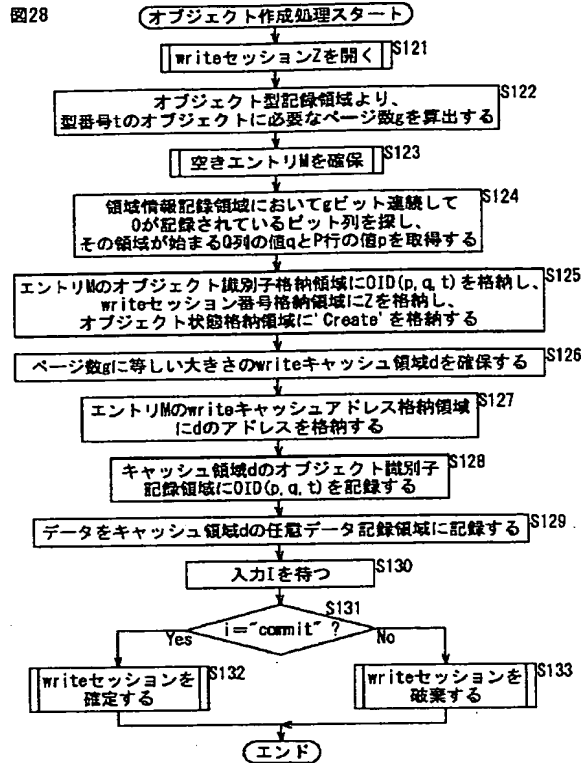 図28
オブジェクト作成処理スタート
S121
writeセッションZを開く
S122
オブジェクト型記録領域より、
型番号tのオブジェクトに必要なページ数gを算出する
S123
空きエントリMを確保
S124
領域情報記録領域においてgビット連続して
0が記録されているビット列を探し、
その領域が始まるQ列の値qとP行の値pを取得する
S125
エントリMのオブジェクト識別子格納領域にOID(p,q,t)を格納し、
writeセッション番号格納領域にZを格納し、
オブジェクト状態格納領域に'Create'を格納する
S126
ページ数gに等しい大きさのwriteキャッシュ領域dを確保する
S127
エントリMのwriteキャッシュアドレス格納領域
にdのアドレスを格納する
S128
キャッシュ領域dのオブジェクト識別子
記録領域にOID(p,q,t)を記録する
S129
データをキャッシュ領域dの任意データ記録領域に記録する
S130
入力Iを待つ
S131
i="commit" ?
Yes
No
S132
writeセッションを
確定する
S133
writeセッションを
破棄する
エンド